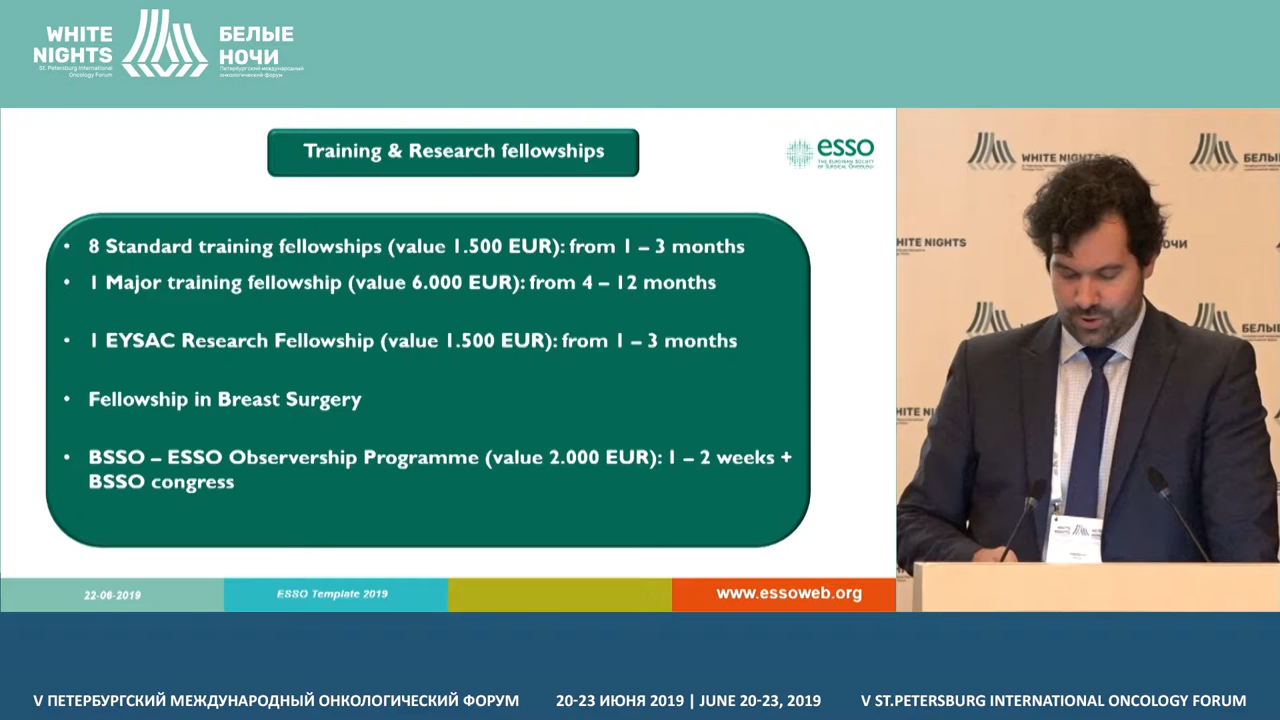 WHITE
NIGHTS
St. Petersburg International
Oncology Forum
БЕЛЫЕ
НОЧИ
Петербургский международный
онкологический форум
Training & Research fellowships
esso
THE EUROPEAN SOCIETY
OF SURGICAL ONCOLOGY
• 8 Standard training fellowships (value 1.500 EUR): from 1 – 3 months
• 1 Major training fellowship (value 6.000 EUR): from 4 – 12 months
• 1 EYSAC Research Fellowship (value 1.500 EUR): from 1 – 3 months
• Fellowship in Breast Surgery
• BSSO – ESSO Observership Programme (value 2.000 EUR): 1 – 2 weeks +
BSSO congress
22-06-2019
ESSO Template 2019
www.essoweb.org
WHITE NIGHTS
БЕЛЫ
HITE NIGHTS
ОЧИ
БЕЛЫЕ
HITE NI
V ПЕТЕРБУРГСКИЙ МЕЖДУНАРОДНЫЙ ОНКОЛОГИЧЕСКИЙ ФОРУМ
20-23 ИЮНЯ 2019 | JUNE 20-23, 2019
V ST.PETERSBURG INTERNATIONAL ONCOLOGY FORUM